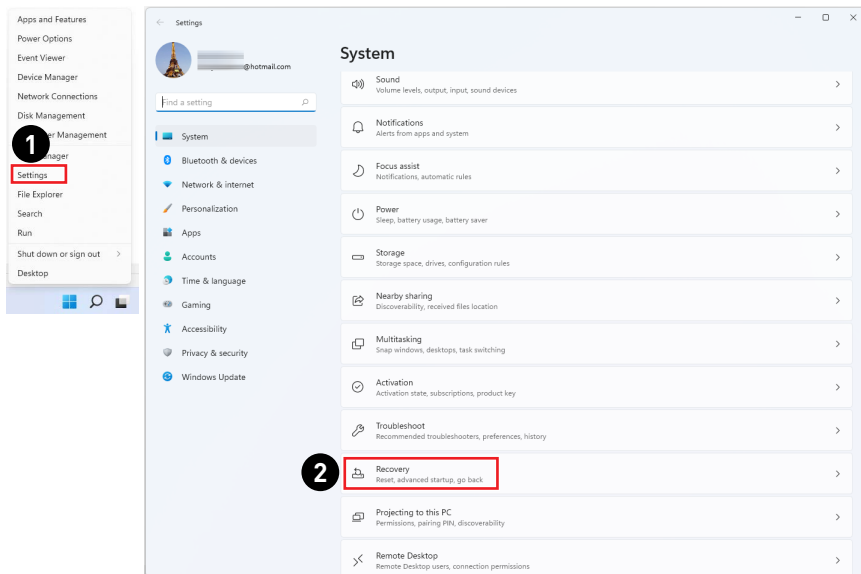 Apps and Features
Power Options
Event Viewer
Device Manager
Network Connections
Disk Management
Management
1
Settings
File Explorer
Search
Run
Shut down or sign out
Desktop
Settings
@hotmail.com
Find a setting
System
Bluetooth & devices
Network & internet
Personalization
Apps
Accounts
Time & language
Gaming
Accessibility
Privacy & security
Windows Update
System
Sound
Volume levels, output, input, sound devices
Notifications
Alerts from apps and system
Focus assist
Notifications, automatic rules
Power
Sleep, battery usage, battery saver
Storage
Storage space, drives, configuration rules
Nearby sharing
Discoverability, received files location
Multitasking
Snap windows, desktops, task switching
Activation
Activation state, subscriptions, product key
Troubleshoot
Recommended troubleshooters, preferences, history
2
Recovery
Reset, advanced startup, go back
Projecting to this PC
Permissions, pairing PIN, discoverability
Remote Desktop
Remote Desktop users, connection permissions